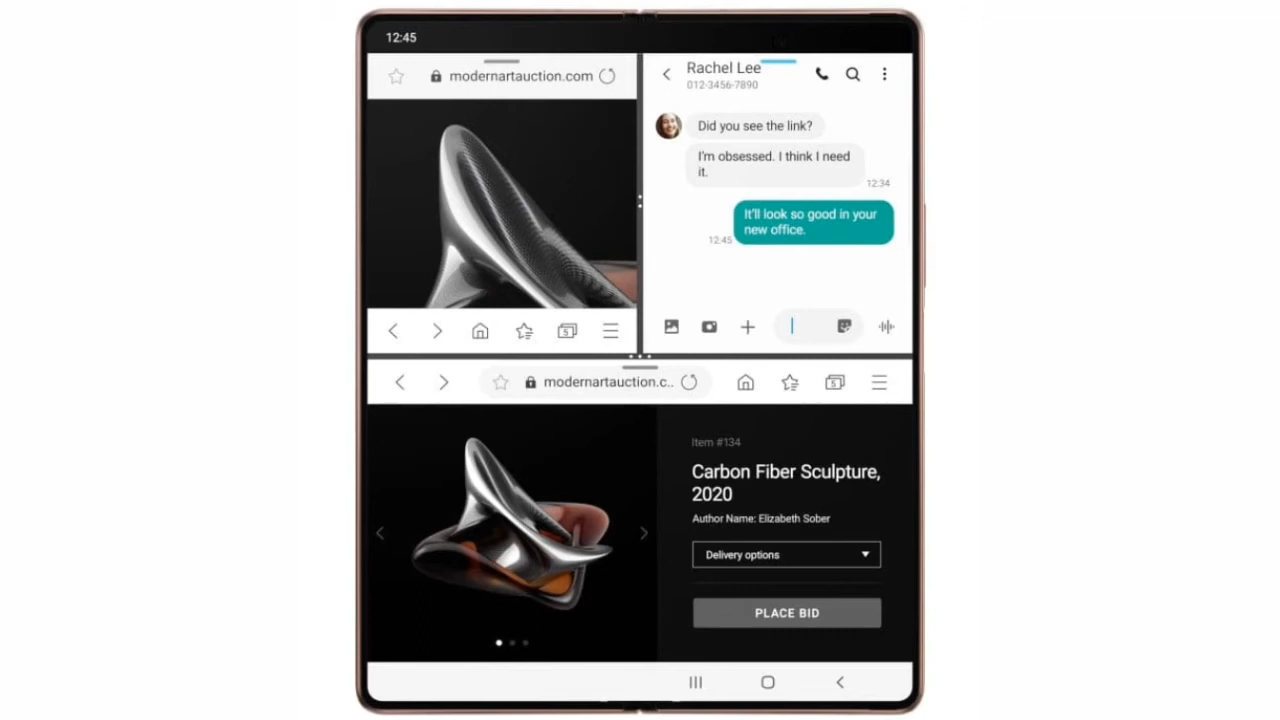 12:45
modernartauction.com
Rachel Lee
012-3456-7890
Did you see the link?
I'm obsessed. I think I need
it.
12:34
It'll look so good in your
new office.
12:45
5
modernartauction.c..
5
Item #134
Carbon Fiber Sculpture,
2020
Author Name: Elizabeth Sober
Delivery options
PLACE BID